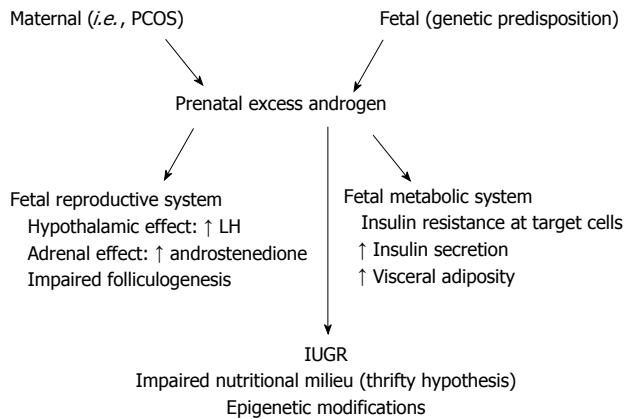 Maternal (i.e., PCOS)
Fetal (genetic predisposition)
Prenatal excess androgen
Fetal reproductive system
Hypothalamic effect: ↑ LH
Adrenal effect: ↑ androstenedione
Impaired folliculogenesis
Fetal metabolic system
Insulin resistance at target cells
↑ Insulin secretion
↑ Visceral adiposity
IUGR
Impaired nutritional milieu (thrifty hypothesis)
Epigenetic modifications